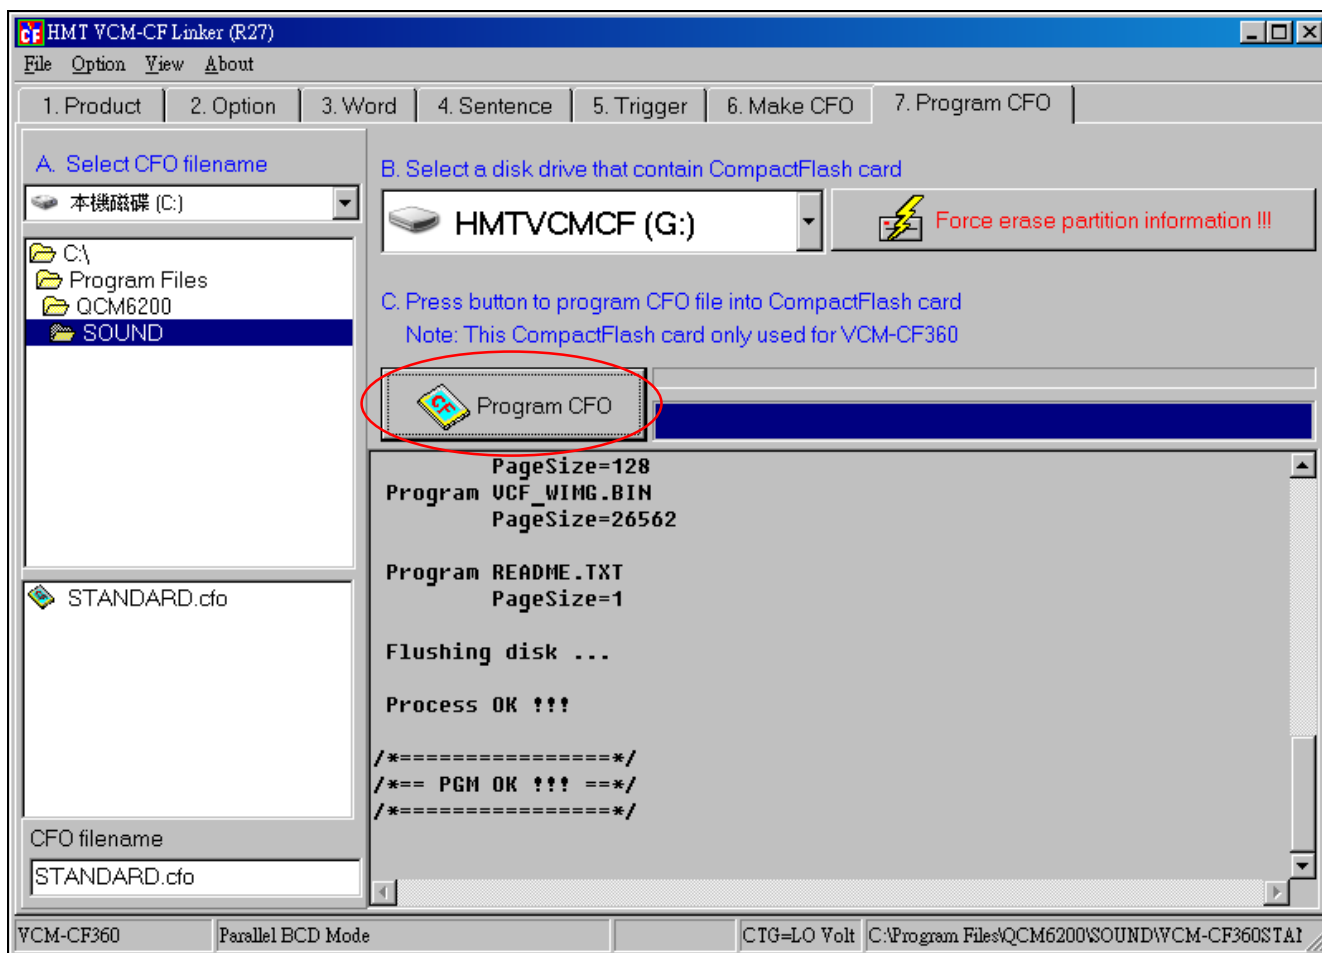 HMT VCM-CF Linker (R27)
File Option View About
1. Product 2. Option 3. Word 4. Sentence 5. Trigger 6. Make CFO 7. Program CFO
A. Select CFO filename
本機磁碟 (C:)
C:\
Program Files
QCM6200
SOUND
STANDARD.cfo
CFO filename
STANDARD.cfo
B. Select a disk drive that contain CompactFlash card
HMTVCMCF (G:)
Force erase partition information !!!
C. Press button to program CFO file into CompactFlash card
Note: This CompactFlash card only used for VCM-CF360
CF Program CFO
PageSize=128
Program VCF_WIMG.BIN
PageSize=26562
Program README.TXT
PageSize=1
Flushing disk ...
Process OK !!!
/*================*/
/*== PGM OK !!! ==*/
/*================*/
VCM-CF360 Parallel BCD Mode CTG=LO Volt C:\Program Files\QCM6200\SOUND\VCM-CF360STAI